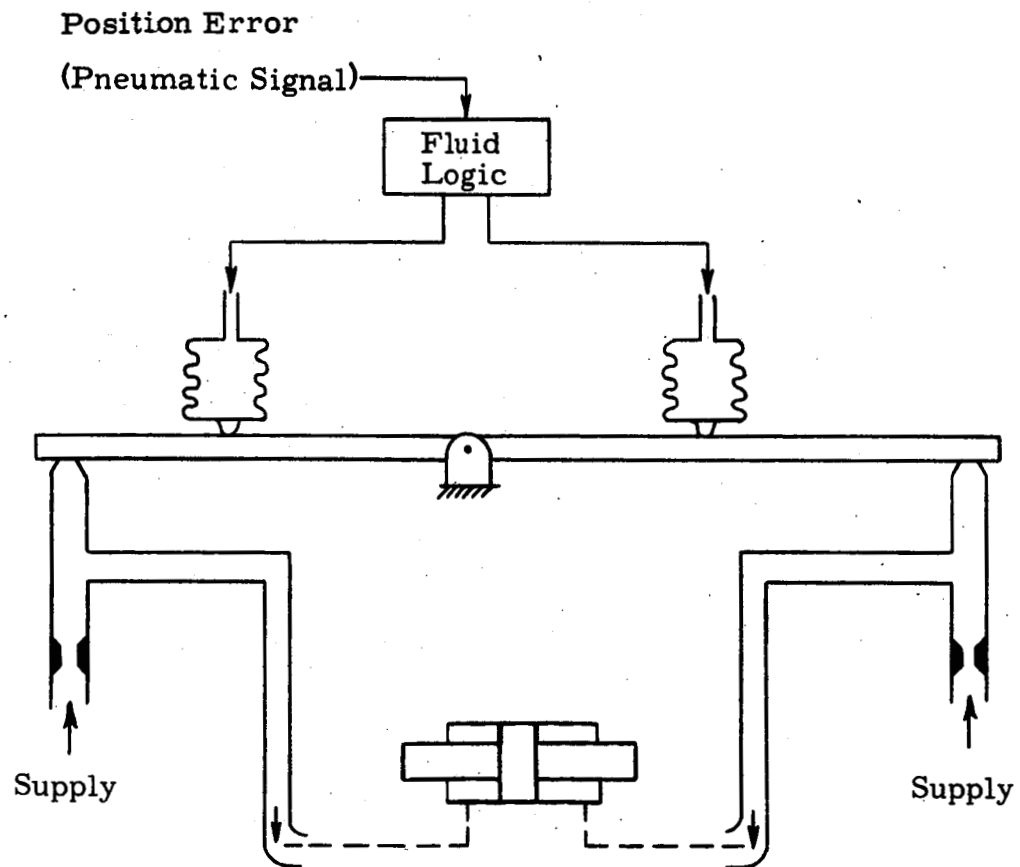 Position Error
(Pneumatic Signal)
Fluid
Logic
Supply
Supply